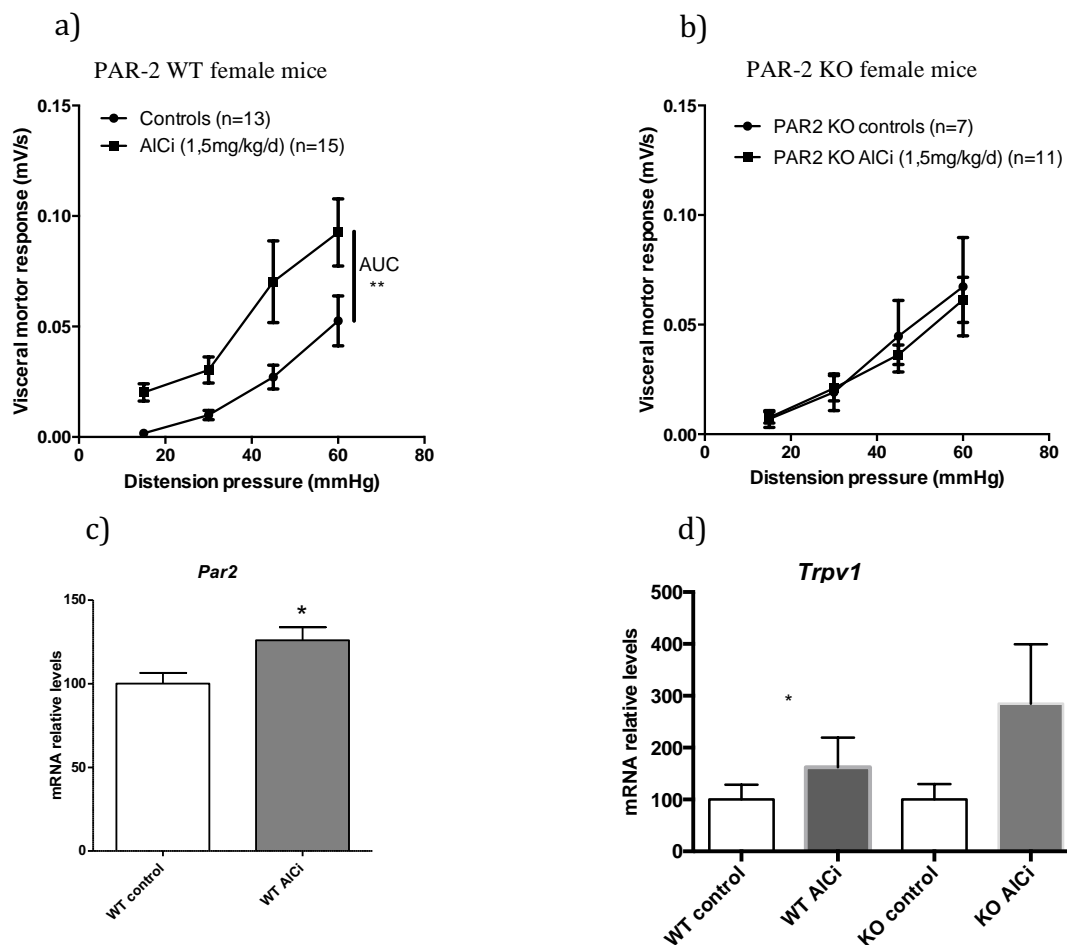 a)
PAR-2 WT female mice
Controls (n=13)
AlCi (1,5mg/kg/d) (n=15)
Visceral mortor response (mV/s)
0.15
0.10
0.05
0.00
AUC
**
0 20 40 60 80
Distension pressure (mmHg)
b)
PAR-2 KO female mice
PAR2 KO controls (n=7)
PAR2 KO AlCi (1,5mg/kg/d) (n=11)
Visceral mortor response (mV/s)
0.15
0.10
0.05
0.00
0 20 40 60 80
Distension pressure (mmHg)
c)
Par2
mRNA relative levels
150
100
50
0
*
WT control
WT AlCi
d)
Trpv1
mRNA relative levels
500
400
300
200
100
0
*
WT control
WT AlCi
KO control
KO AlCi